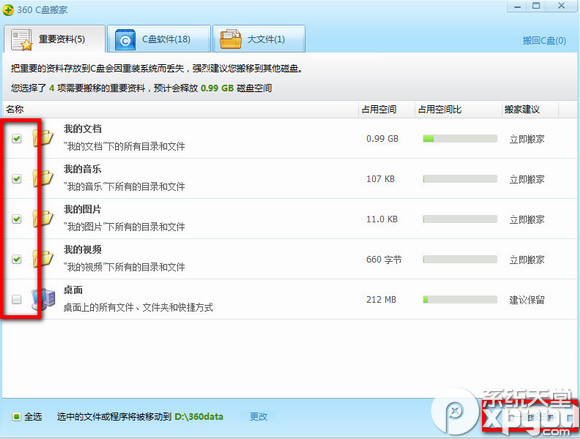 360 C盘搬家
重要资料(5)
C盘软件(18)
大文件(1)
搬回C盘(0)
把重要的资料存放到C盘会因重装系统而丢失，强烈建议您搬移到其他磁盘。
您选择了 4 项需要搬移的重要资料，预计会释放 0.99 GB 磁盘空间
名称 占用空间 占用空间比 搬家建议
我的文档
"我的文档"下的所有目录和文件 0.99 GB 立即搬家
我的音乐
"我的音乐"下所有的目录和文件 107 KB 立即搬家
我的图片
"我的图片"下所有的目录和文件 11.0 KB 立即搬家
我的视频
"我的视频"下所有的目录和文件 660 字节 立即搬家
桌面
桌面上的所有文件、文件夹和快捷方式 212 MB 建议保留
全选 选中的文件或程序将被移动到 D:\360data 更改
系统天堂
xpgod